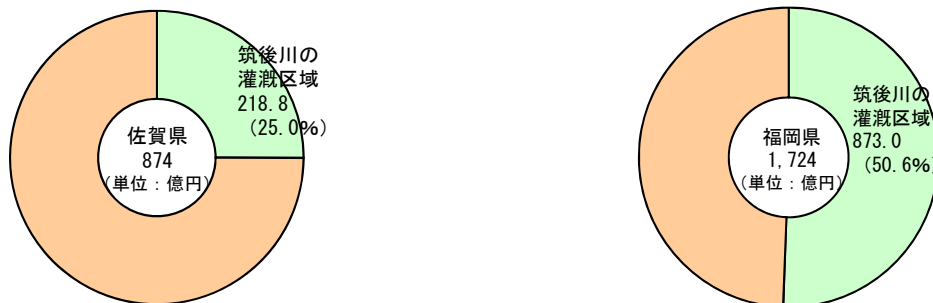 筑後川の
灌漑区域
218.8
（25.0%）
佐賀県
874
（単位：億円）
筑後川の
灌漑区域
873.0
（50.6%）
福岡県
1,724
（単位：億円）